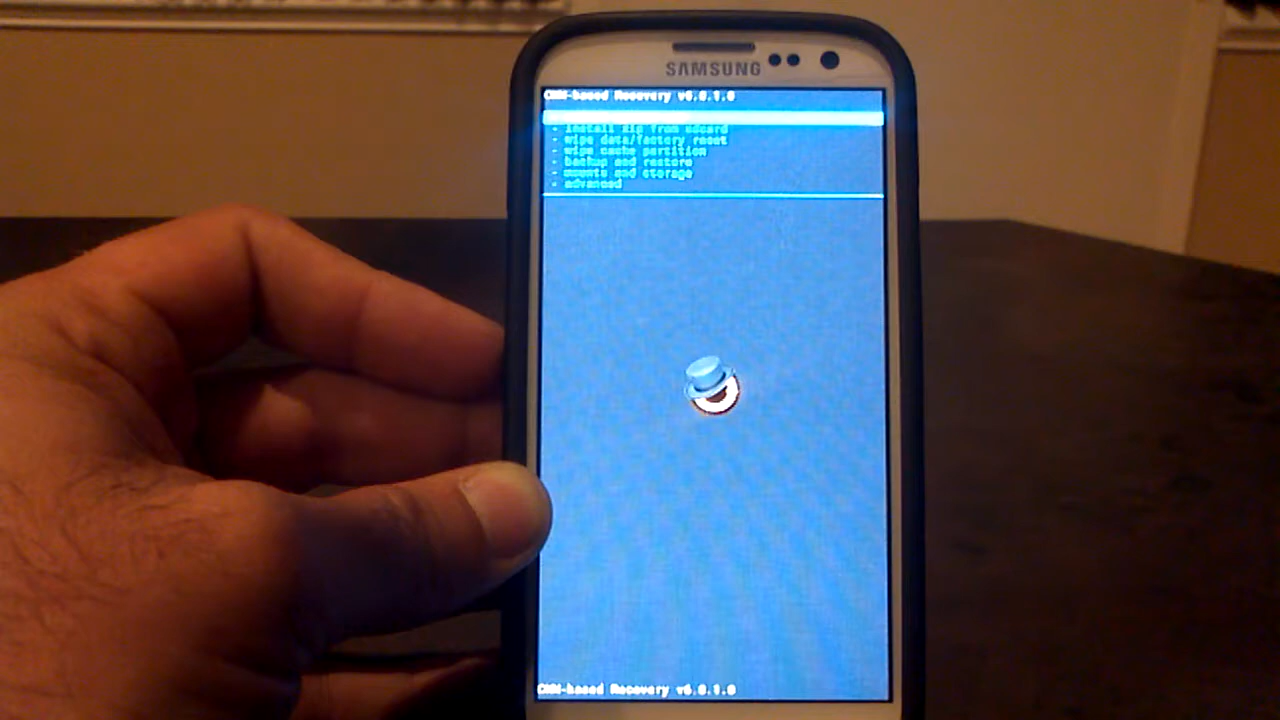 SAMSUNG
CWM-based Recovery v6.0.1.0
- install zip from sdcard
- wipe data/factory reset
- wipe cache partition
- backup and restore
- mounts and storage
- advanced
CWM-based Recovery v6.0.1.0